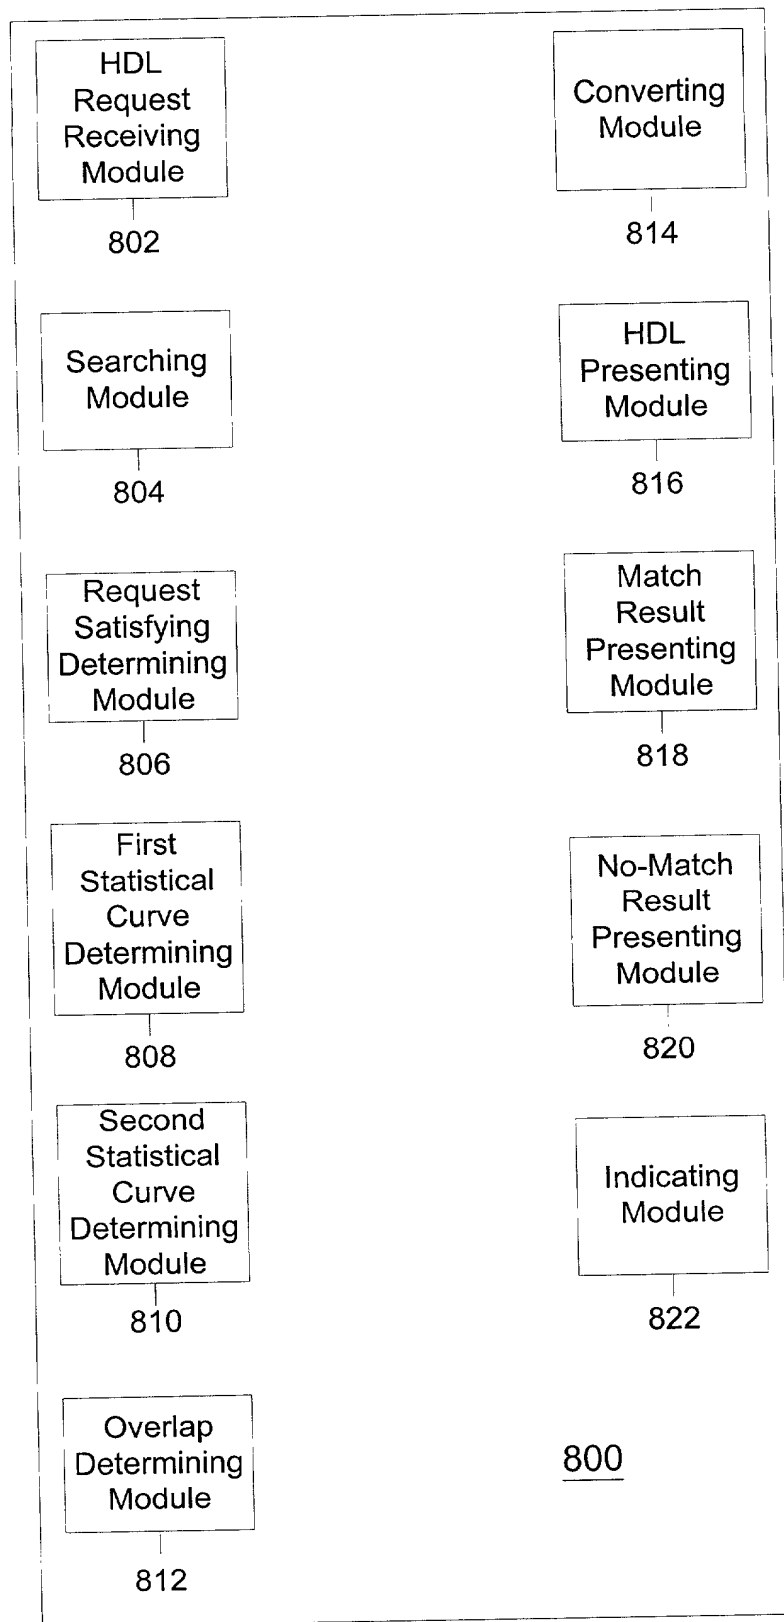 HDL
Request
Receiving
Module
802
Searching
Module
804
Request
Satisfying
Determining
Module
806
First
Statistical
Curve
Determining
Module
808
Second
Statistical
Curve
Determining
Module
810
Overlap
Determining
Module
812
Converting
Module
814
HDL
Presenting
Module
816
Match
Result
Presenting
Module
818
No-Match
Result
Presenting
Module
820
Indicating
Module
822
800